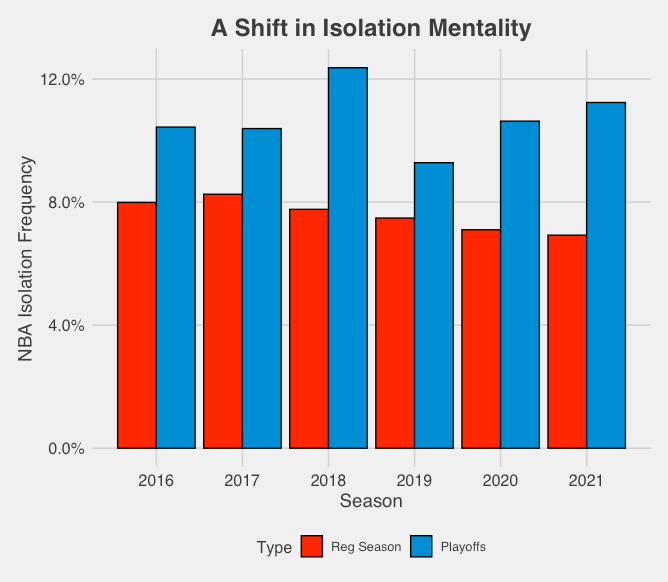 A Shift in Isolation Mentality
NBA Isolation Frequency
12.0%
8.0%
4.0%
0.0%
2016 2017 2018 2019 2020 2021
Season
Type Reg Season Playoffs